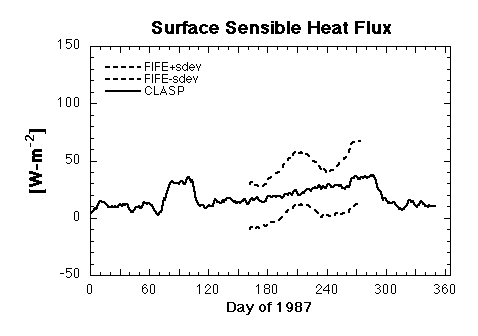 Surface Sensible Heat Flux
150
100
50
0
-50
[W-m-2]
FIFE+sdev
FIFE-sdev
CLASP
0 60 120 180 240 300 360
Day of 1987